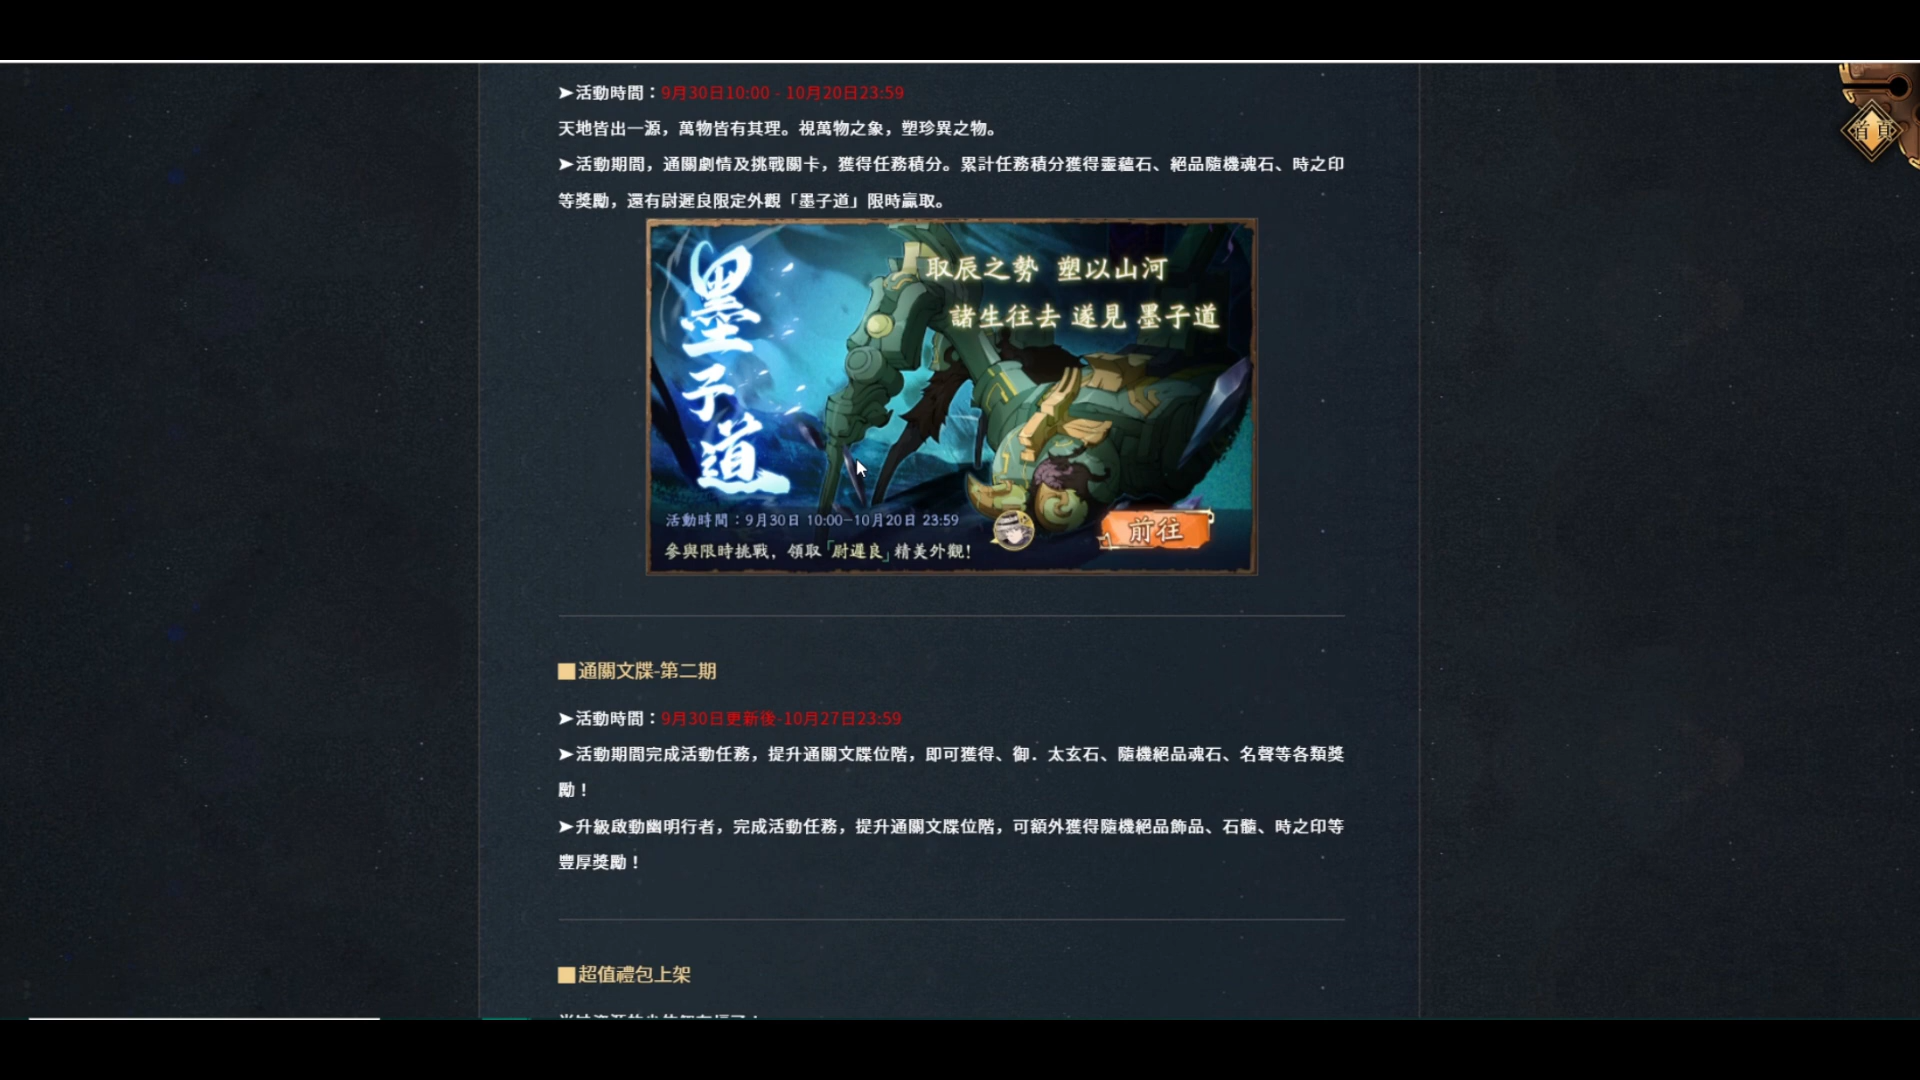 ➤活動時間：9月30日10:00 - 10月20日23:59
天地皆出一源，萬物皆有其理。視萬物之象，塑珍異之物。
➤活動期間，通關劇情及挑戰關卡，獲得任務積分。累計任務積分獲得靈蘊石、絕品隨機魂石、時之印
等獎勵，還有尉遲良限定外觀「墨子道」限時贏取。
墨子道
取辰之勢 塑以山河
諸生往去 遂見 墨子道
活動時間：9月30日 10:00-10月20日 23:59
參與限時挑戰，領取「尉遲良」精美外觀!
前往
首頁
■通關文牒-第二期
➤活動時間：9月30日更新後-10月27日23:59
➤活動期間完成活動任務，提升通關文牒位階，即可獲得、御．太玄石、隨機絕品魂石、名聲等各類獎
勵！
➤升級啟動幽明行者，完成活動任務，提升通關文牒位階，可額外獲得隨機絕品飾品、石髓、時之印等
豐厚獎勵！
■超值禮包上架